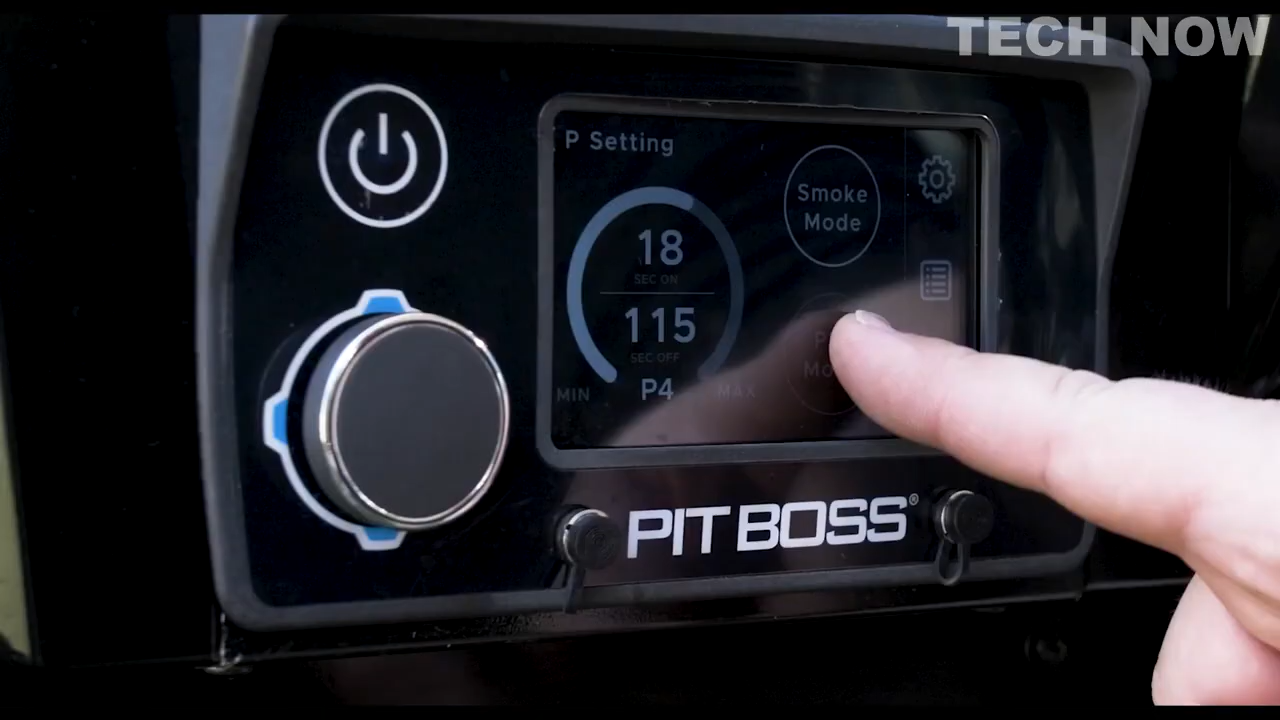 TECH NOW
P Setting
Smoke
Mode
18
SEC ON
115
SEC OFF
MIN
P4
MAX
PIT BOSS®